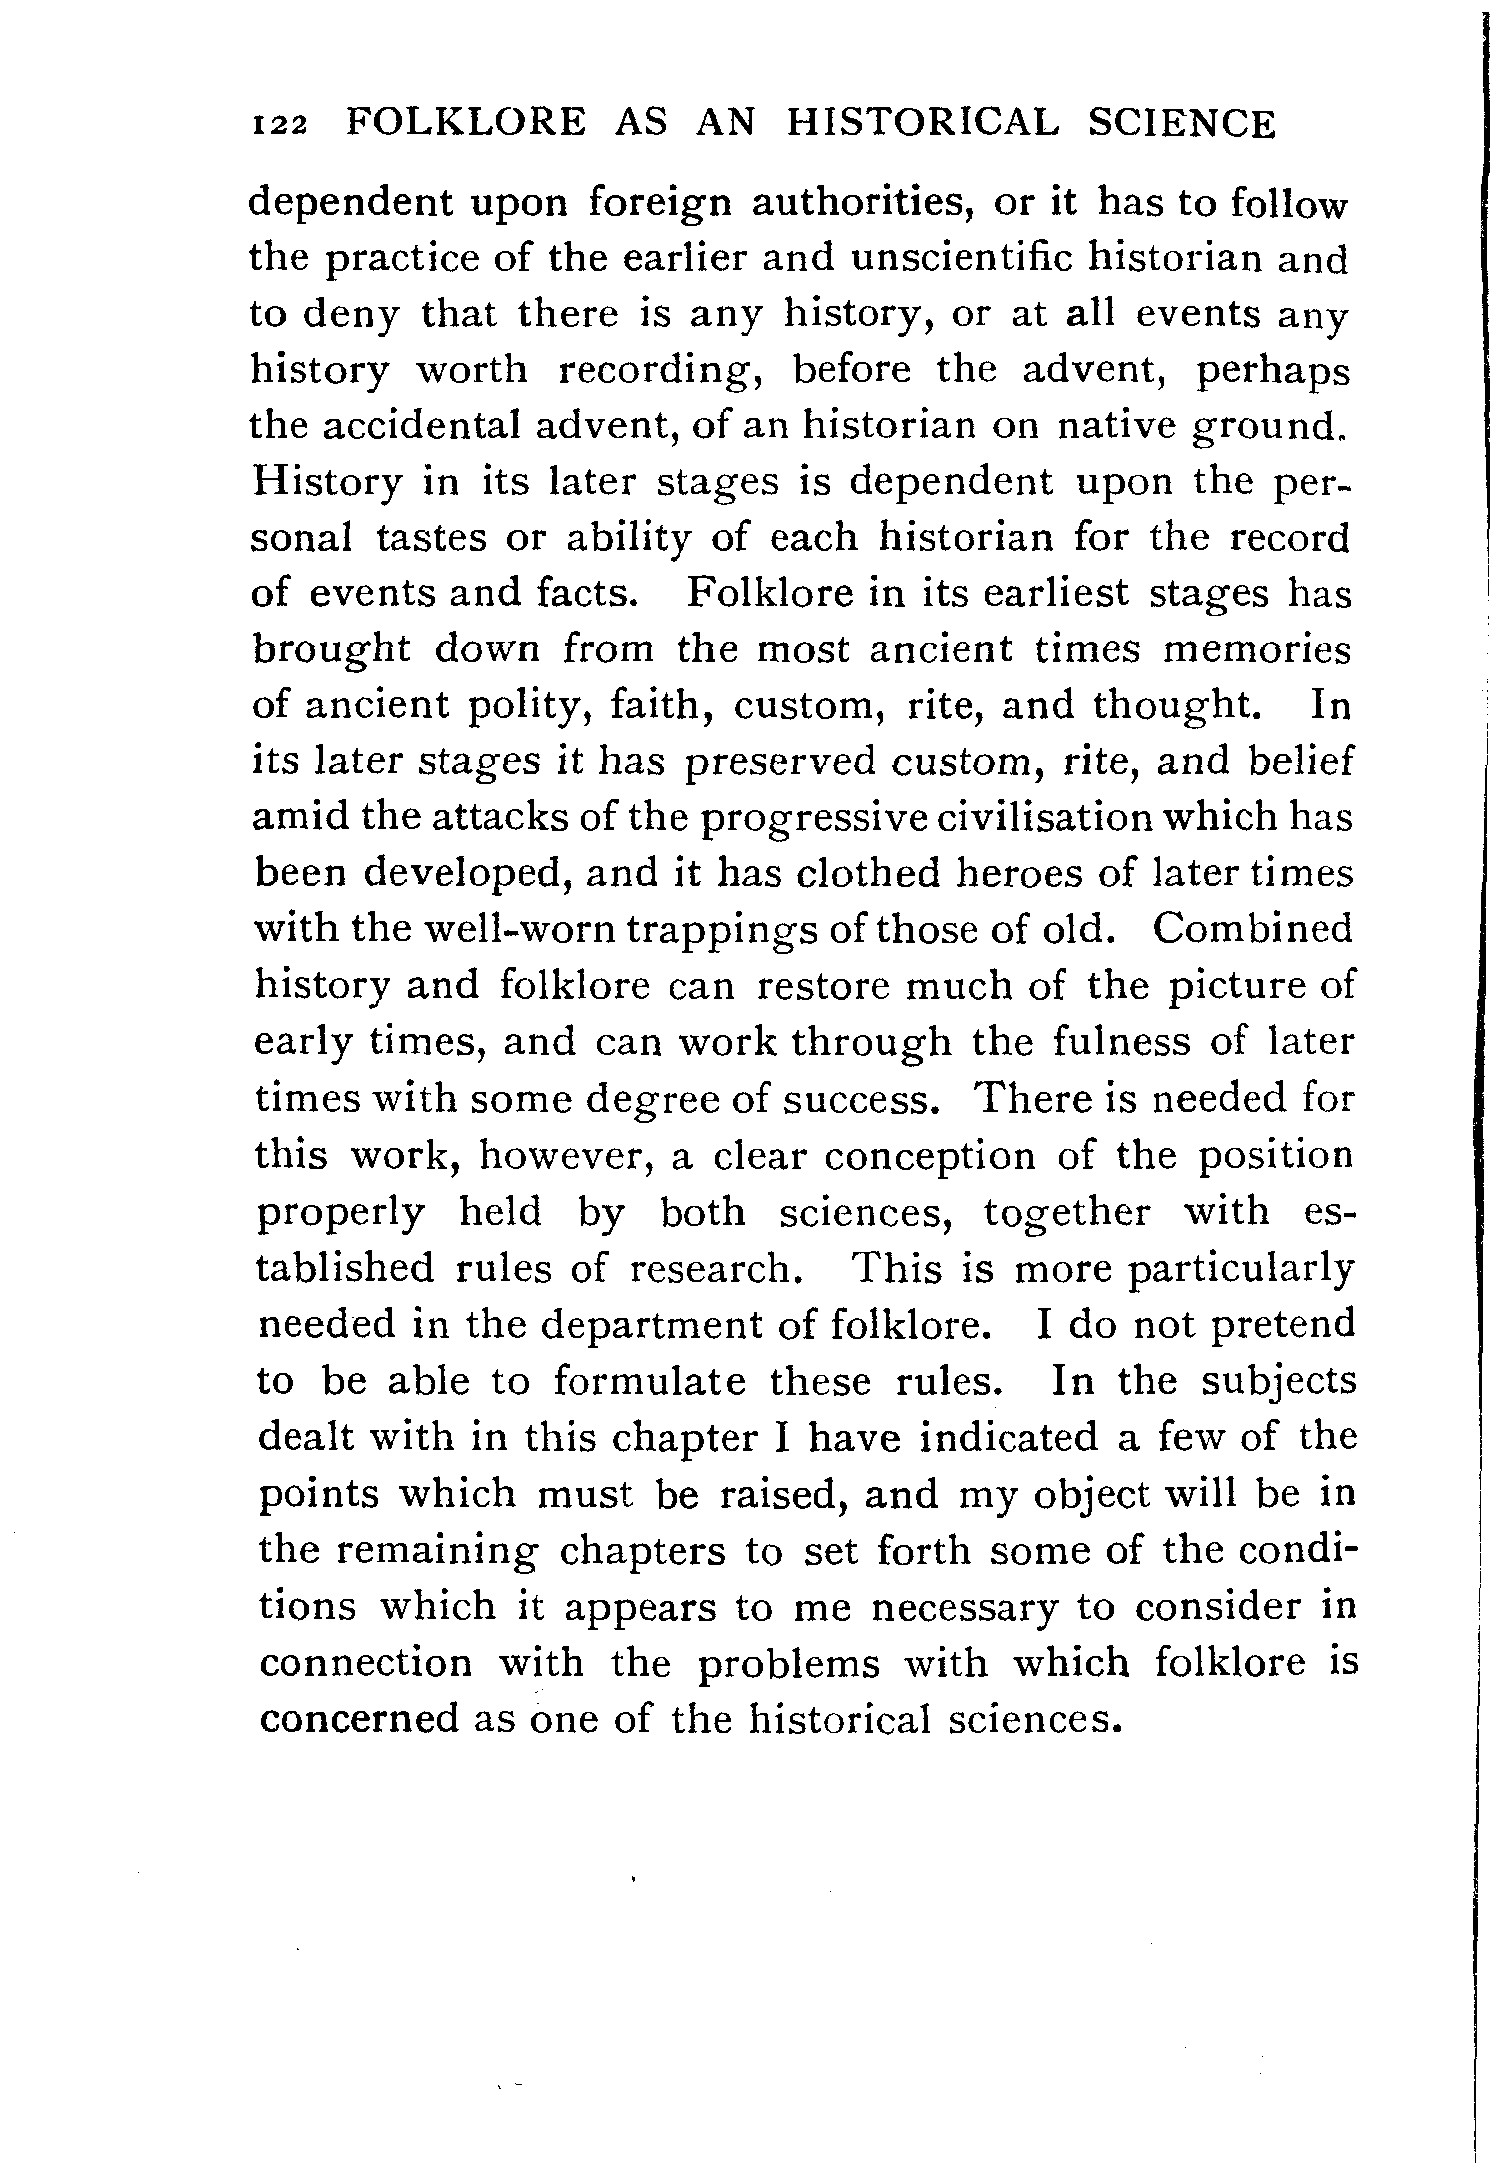 122 FOLKLORE AS AN HISTORICAL SCIENCE
dependent upon foreign authorities, or it has to follow
the practice of the earlier and unscientific historian and
to deny that there is any history, or at all events any
history worth recording, before the advent, perhaps
the accidental advent, of an historian on native ground.
History in its later stages is dependent upon the per-
sonal tastes or ability of each historian for the record
of events and facts. Folklore in its earliest stages has
brought down from the most ancient times memories
of ancient polity, faith, custom, rite, and thought. In
its later stages it has preserved custom, rite, and belief
amid the attacks of the progressive civilisation which has
been developed, and it has clothed heroes of later times
with the well-worn trappings of those of old. Combined
history and folklore can restore much of the picture of
early times, and can work through the fulness of later
times with some degree of success. There is needed for
this work, however, a clear conception of the position
properly held by both sciences, together with es-
tablished rules of research. This is more particularly
needed in the department of folklore. I do not pretend
to be able to formulate these rules. In the subjects
dealt with in this chapter I have indicated a few of the
points which must be raised, and my object will be in
the remaining chapters to set forth some of the condi-
tions which it appears to me necessary to consider in
connection with the problems with which folklore is
concerned as one of the historical sciences.